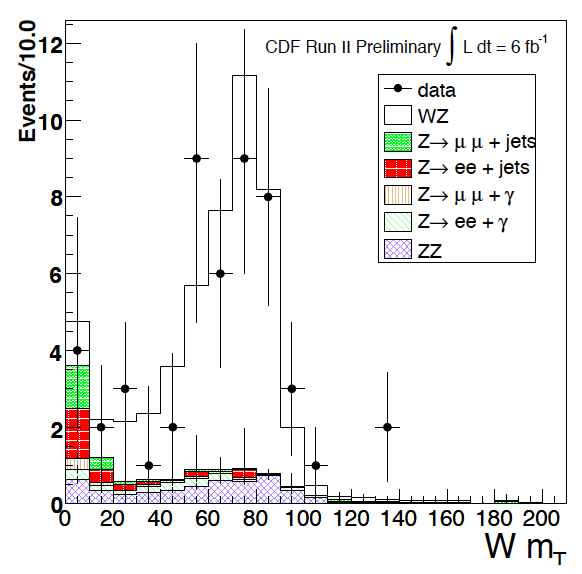 CDF Run II Preliminary ∫ L dt = 6 fb⁻¹
Events/10.0
12
10
8
6
4
2
0
data
WZ
Z→ μ μ + jets
Z→ ee + jets
Z→ μ μ + γ
Z→ ee + γ
ZZ
0 20 40 60 80 100 120 140 160 180 200
W m_T